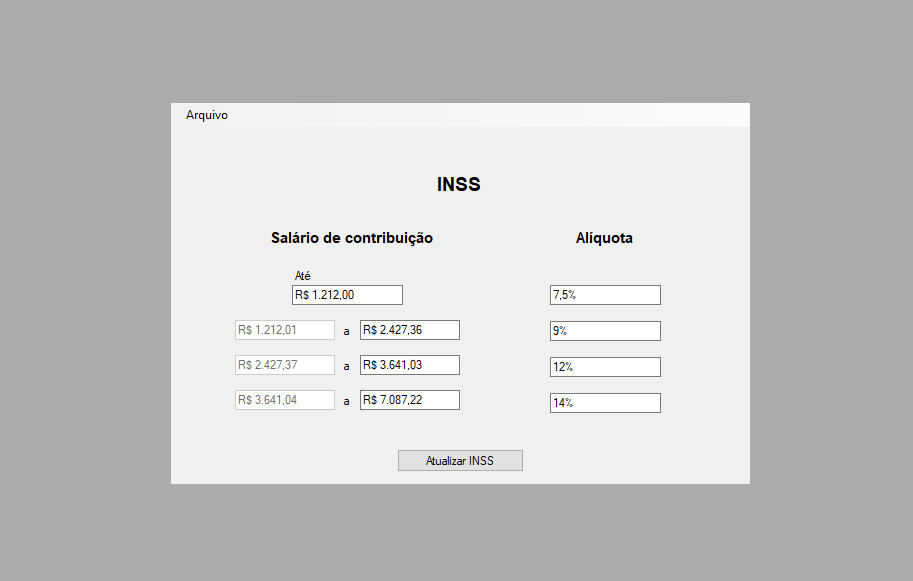 Arquivo
INSS
Salário de contribuição Alíquota
Até
R$ 1.212,00 7,5%
R$ 1.212,01 a R$ 2.427,36 9%
R$ 2.427,37 a R$ 3.641,03 12%
R$ 3.641,04 a R$ 7.087,22 14%
Atualizar INSS